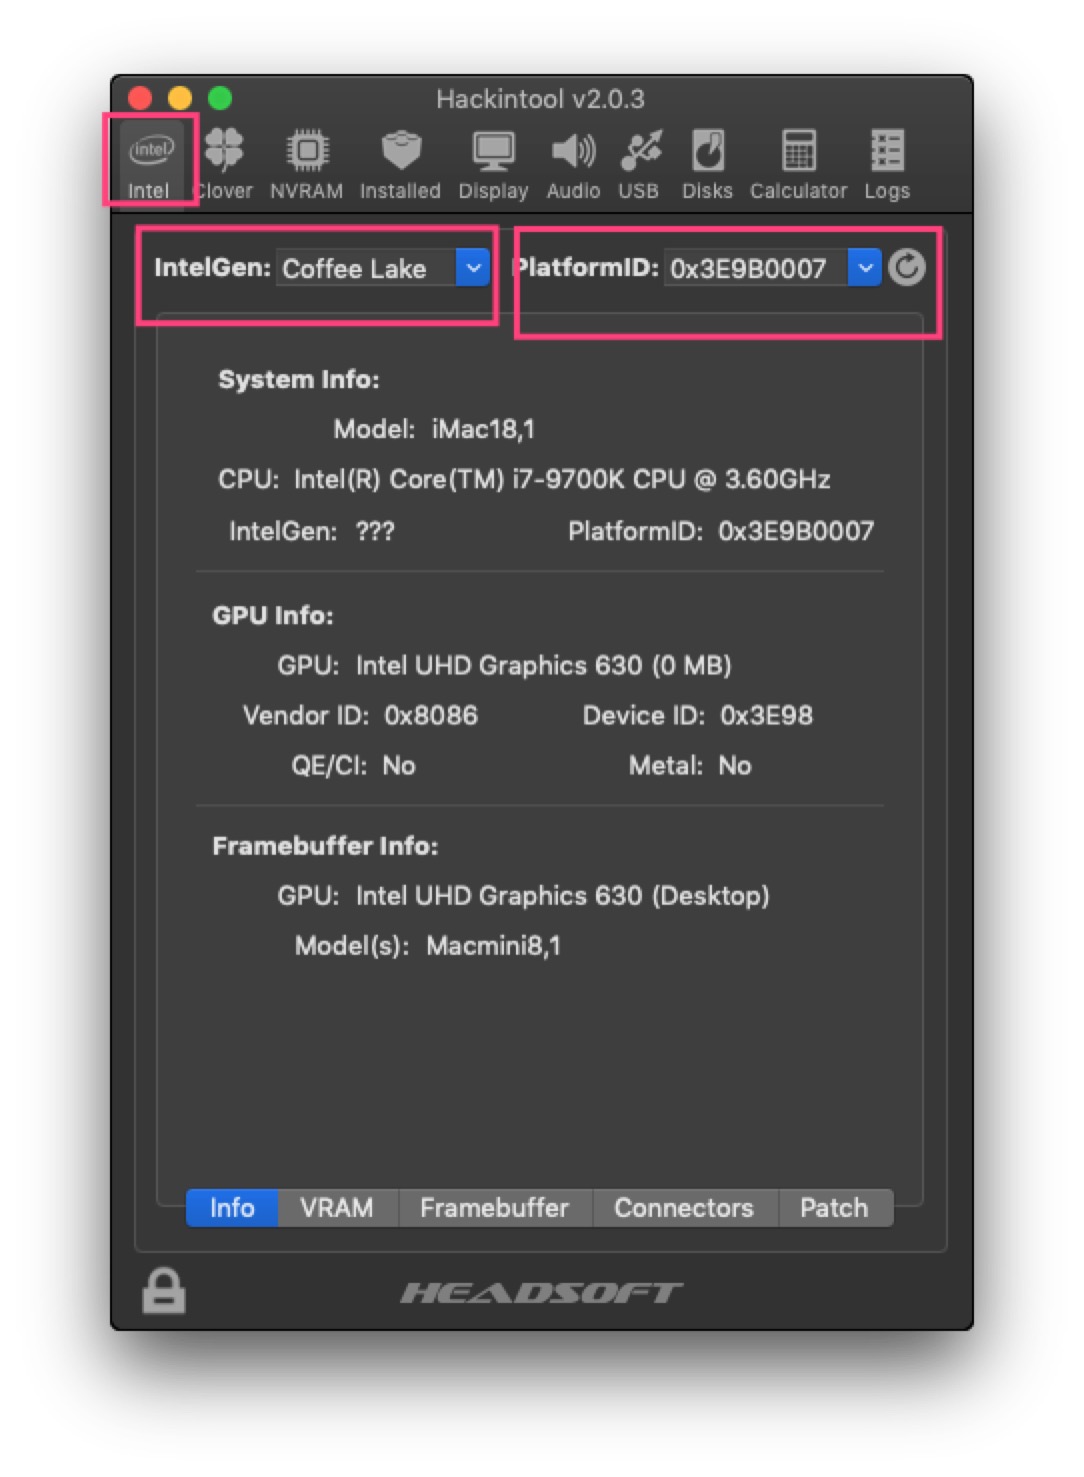 Hackintool v2.0.3
intel
Intel Clover NVRAM Installed Display Audio USB Disks Calculator Logs
IntelGen: Coffee Lake PlatformID: 0x3E9B0007
System Info:
Model: iMac18,1
CPU: Intel(R) Core(TM) i7-9700K CPU @ 3.60GHz
IntelGen: ??? PlatformID: 0x3E9B0007
GPU Info:
GPU: Intel UHD Graphics 630 (0 MB)
Vendor ID: 0x8086 Device ID: 0x3E98
QE/CI: No Metal: No
Framebuffer Info:
GPU: Intel UHD Graphics 630 (Desktop)
Model(s): Macmini8,1
Info VRAM Framebuffer Connectors Patch
HEADSOFT